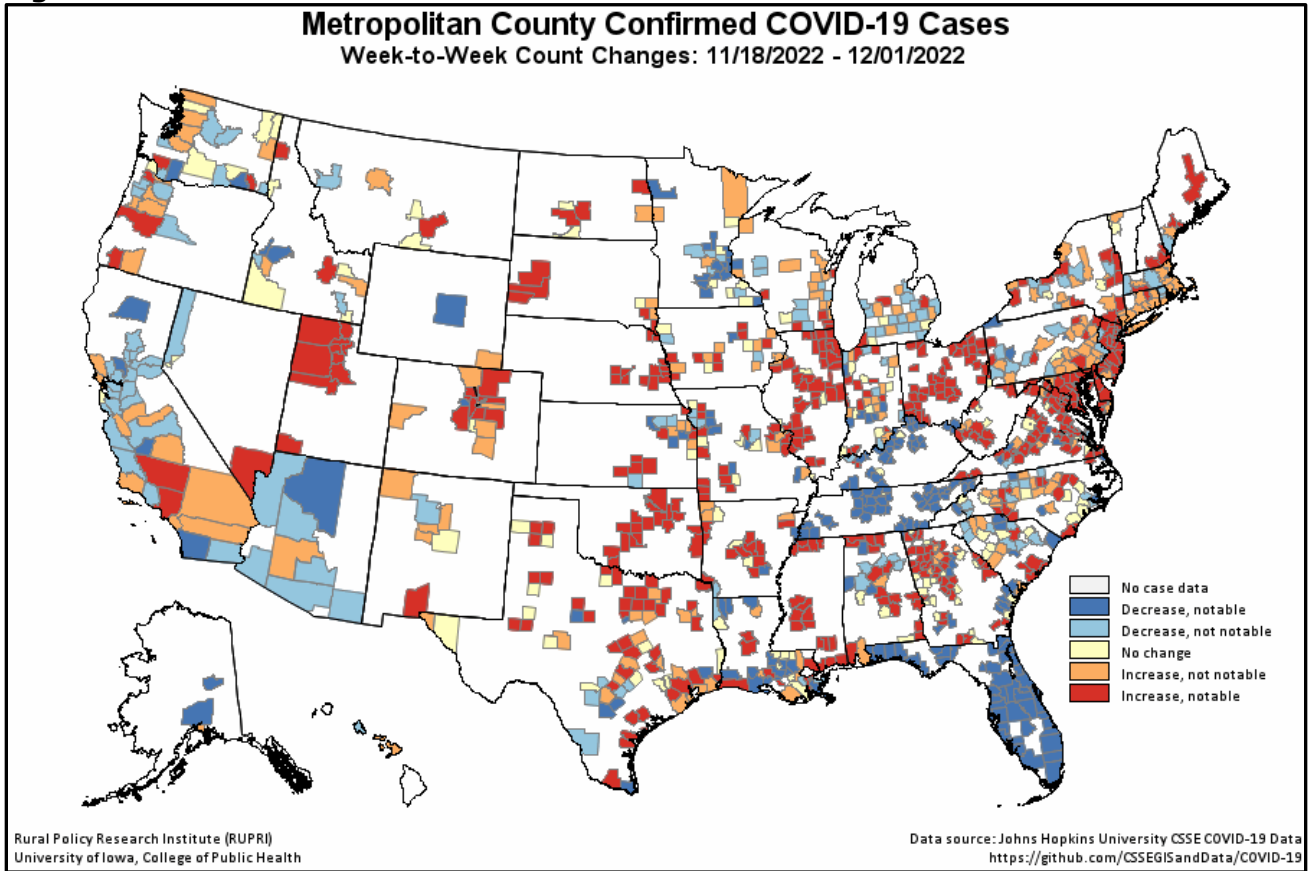 Metropolitan County Confirmed COVID-19 Cases
Week-to-Week Count Changes: 11/18/2022 - 12/01/2022
No case data
Decrease, notable
Decrease, not notable
No change
Increase, not notable
Increase, notable
Rural Policy Research Institute (RUPRI)
University of Iowa, College of Public Health
Data source: Johns Hopkins University CSSE COVID-19 Data
https://github.com/CSSEGISandData/COVID-19